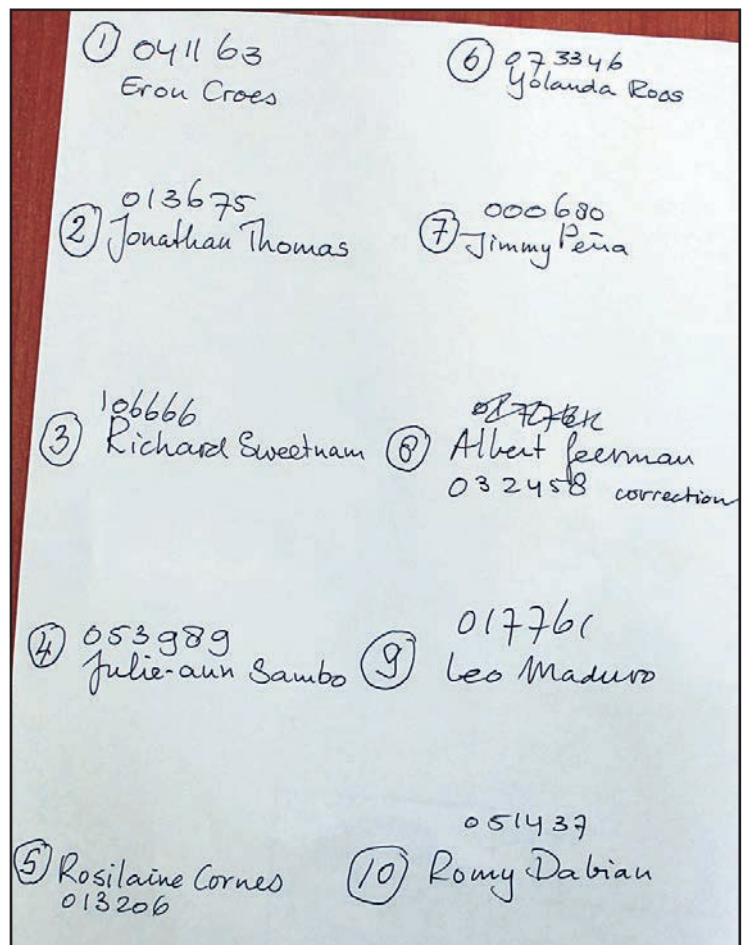 1 041163
Eron Croes
2 013675
Jonathan Thomas
3 106666
Richard Sweetnam
4 053989
Julie-ann Sambo
5 Rosilaine Cornes
013206
6 073346
Yolanda Roos
7 000680
Jimmy Peña
8
Albert Geerman
032458 correction
9 017761
Leo Maduro
10 051437
Romy Dabian